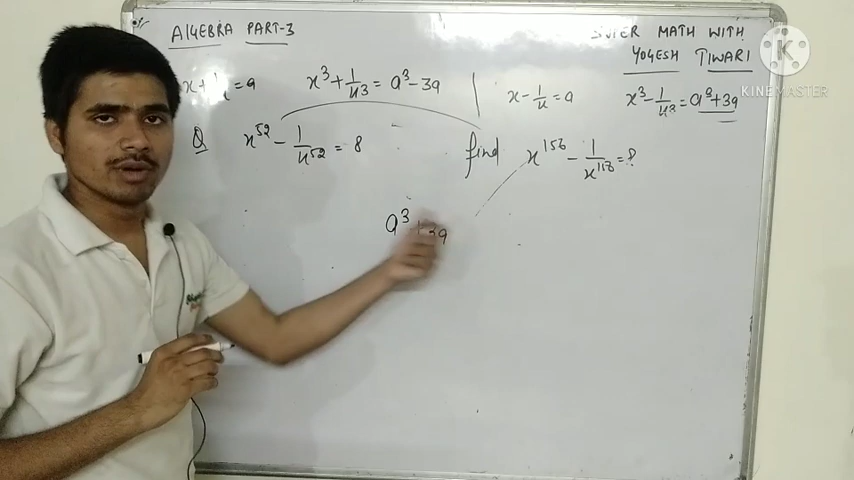 ALGEBRA PART-3
MATH WITH
YOGESH TIWARI
K
KINEMASTER
x³ + 1/x³ = a³ - 3a
x - 1/x = a
x³ - 1/x³ = a³ + 3a
Q x⁵² - 1/x⁵² = 8 find x¹⁵⁶ - 1/x¹⁵⁶ = ?
a³ + 3a